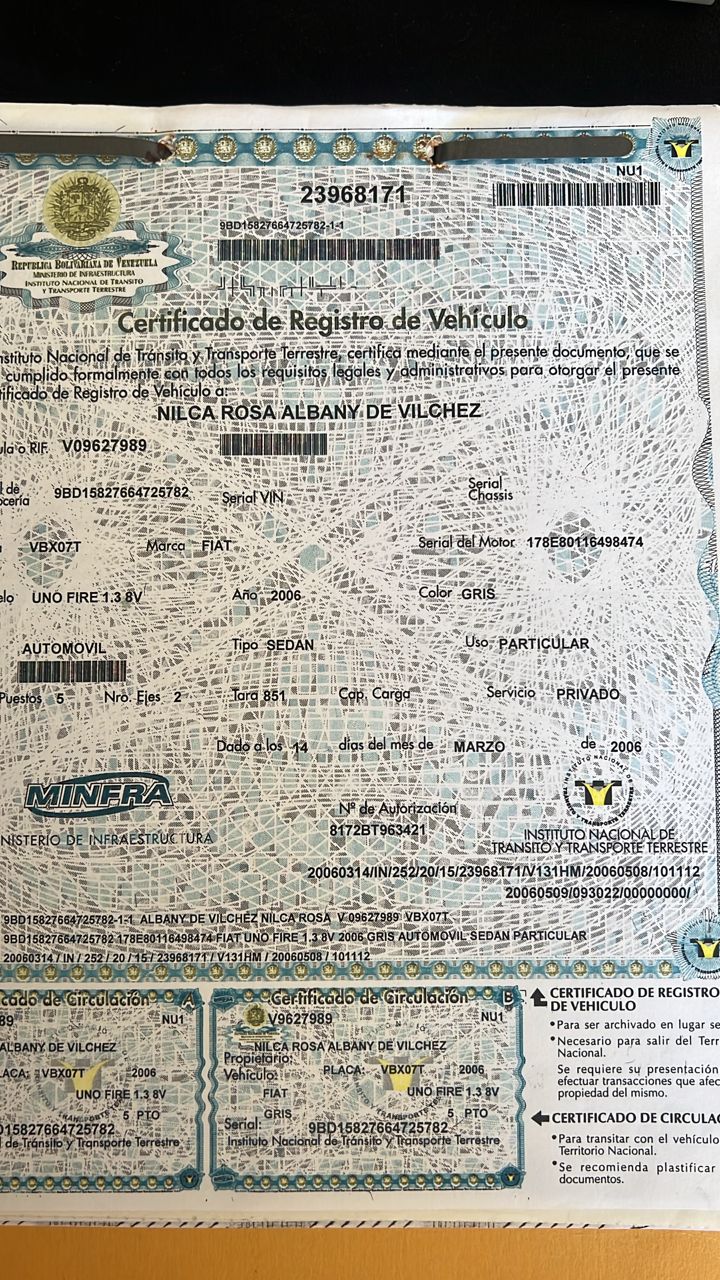 NU1
23968171
9BD15827664725782-1-1
REPUBLICA BOLIVARIANA DE VENEZUELA
MINISTERIO DE INFRAESTRUCTURA
INSTITUTO NACIONAL DE TRANSITO
Y TRANSPORTE TERRESTRE
Certificado de Registro de Vehículo
nstituto Nacional de Tránsito y Transporte Terrestre, certifica mediante el presente documento, que se
cumplido formalmente con todos los requisitos legales y administrativos para otorgar el presente
tificado de Registro de Vehículo a:
NILCA ROSA ALBANY DE VILCHEZ
ula o RIF. V09627989
l de ocería 9BD15827664725782 Serial VIN Serial Chassis
VBX07T Marca FIAT Serial del Motor 178E80116498474
elo UNO FIRE 1.3 8V Año 2006 Color GRIS
AUTOMOVIL Tipo SEDAN Uso PARTICULAR
Puestos 5 Nro. Ejes 2 Tara 851 Cap. Carga Servicio PRIVADO
Dado a los 14 días del mes de MARZO de 2006
MINFRA
NISTERIO DE INFRAESTRUCTURA
Nº de Autorización
8172BT963421
INSTITUTO NACIONAL DE
TRANSITO Y TRANSPORTE TERRESTRE
20060314/IN/252/20/15/23968171/V131HM/20060508/101112
20060509/093022/00000000/
9BD15827664725782-1-1 ALBANY DE VILCHEZ NILCA ROSA V 09627989 VBX07T
9BD15827664725782 178E80116498474 FIAT UNO FIRE 1.3 8V 2006 GRIS AUTOMOVIL SEDAN PARTICULAR
20060314 / IN / 252 / 20 / 15 / 23968171 / V131HM / 20060508 / 101112
cado de Circulación A
89 NU1
ALBANY DE VILCHEZ
LACA: VBX07T 2006
UNO FIRE 1.3 8V
5 PTO
D15827664725782
l de Tránsito y Transporte Terrestre
MINFRA Certificado de Circulación B
V9627989 NU1
NILCA ROSA ALBANY DE VILCHEZ
Propietario:
Vehículo: PLACA: VBX07T 2006
FIAT UNO FIRE 1.3 8V
GRIS 5 PTO
Serial: 9BD15827664725782
Instituto Nacional de Tránsito y Transporte Terrestre
CERTIFICADO DE REGISTRO
DE VEHICULO
• Para ser archivado en lugar se
• Necesario para salir del Terr
Nacional.
Se requiere su presentación
efectuar transacciones que afec
propiedad del mismo.
CERTIFICADO DE CIRCULA
• Para transitar con el vehículo
Territorio Nacional.
• Se recomienda plastificar
documentos.